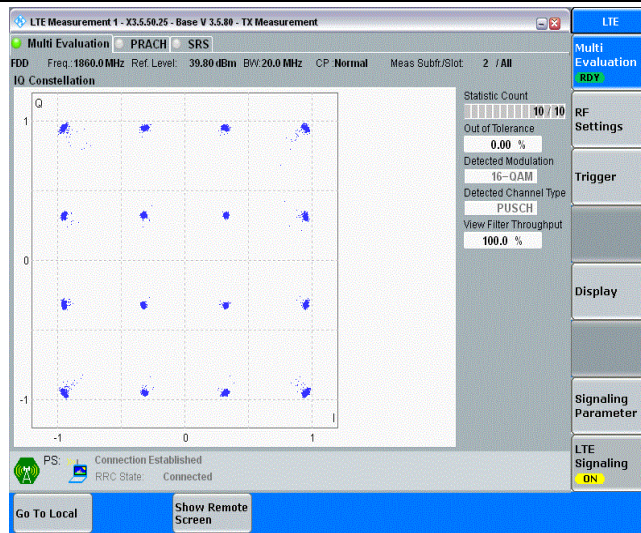 LTE Measurement 1 - X3.5.50.25 - Base V 3.5.80 - TX Measurement
LTE
Multi Evaluation PRACH SRS
Multi
Evaluation
RDY
FDD Freq.:1860.0 MHz Ref. Level: 39.80 dBm BW:20.0 MHz CP :Normal Meas Subfr/Slot: 2 / All
IQ Constellation
Q
1
0
-1
I
-1 0 1
Statistic Count
10 / 10
Out of Tolerance
0.00 %
Detected Modulation
16-QAM
Detected Channel Type
PUSCH
View Filter Throughput
100.0 %
RF
Settings
Trigger
Display
Signaling
Parameter
LTE
Signaling
ON
PS: Connection Established
RRC State: Connected
Go To Local
Show Remote
Screen